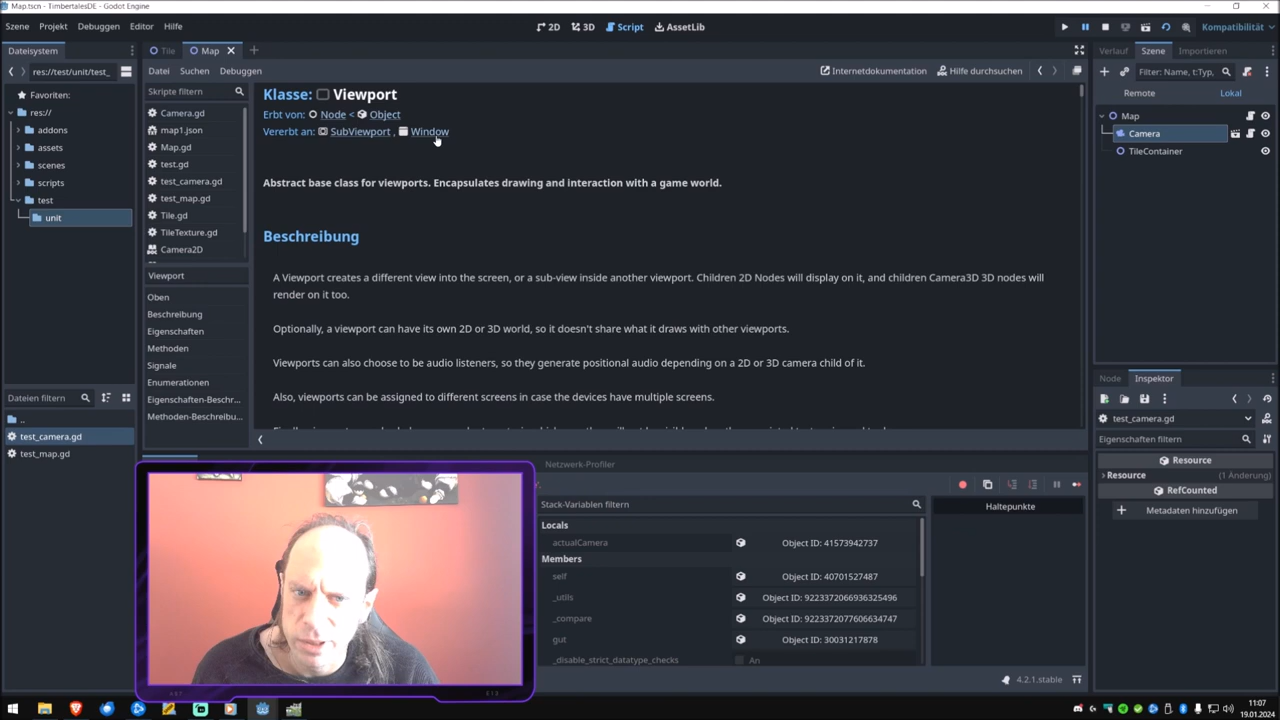 Map.tscn - TimbertalesDE - Godot Engine
Szene Projekt Debuggen Editor Hilfe
2D 3D Script AssetLib
Kompatibilität
Dateisystem
Tile Map
Verlauf Szene Importieren
res://test/unit/test_
Datei Suchen Debuggen
Internetdokumentation Hilfe durchsuchen
Filter: Name, t:Typ,
Favoriten:
res://
addons
assets
scenes
scripts
test
unit
Skripte filtern
Camera.gd
map1.json
Map.gd
test.gd
test_camera.gd
test_map.gd
Tile.gd
TileTexture.gd
Camera2D
Viewport
Oben
Beschreibung
Eigenschaften
Methoden
Signale
Enumerationen
Eigenschaften-Beschr...
Methoden-Beschreibu...
Klasse: Viewport
Erbt von: Node < Object
Vererbt an: SubViewport , Window
Abstract base class for viewports. Encapsulates drawing and interaction with a game world.
Beschreibung
A Viewport creates a different view into the screen, or a sub-view inside another viewport. Children 2D Nodes will display on it, and children Camera3D 3D nodes will
render on it too.
Optionally, a viewport can have its own 2D or 3D world, so it doesn't share what it draws with other viewports.
Viewports can also choose to be audio listeners, so they generate positional audio depending on a 2D or 3D camera child of it.
Also, viewports can be assigned to different screens in case the devices have multiple screens.
Remote Lokal
Map
Camera
TileContainer
Dateien filtern
..
test_camera.gd
test_map.gd
Netzwerk-Profiler
Stack-Variablen filtern
Haltepunkte
Locals
actualCamera Object ID: 41573942737
Members
self Object ID: 40701527487
_utils Object ID: 9223372066936325496
_compare Object ID: 9223372077606634747
gut Object ID: 30031217878
_disable_strict_datatype_checks An
4.2.1.stable
Node Inspektor
test_camera.gd
Eigenschaften filtern
Resource
Resource (1 Änderung)
RefCounted
Metadaten hinzufügen
11:07
19.01.2024